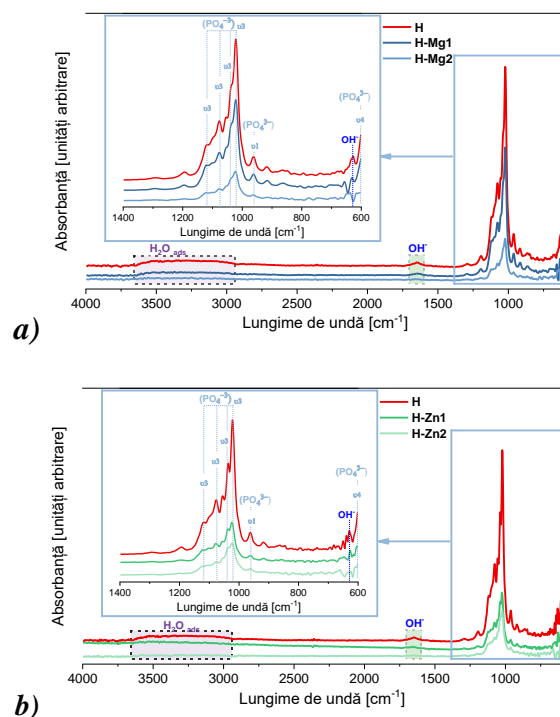 (PO₄⁻³) υ3
υ3
υ3
υ3
(PO₄³⁻)
υ1
(PO₄³⁻)
υ4
OH⁻
1400 1200 1000 800 600
Lungime de undă [cm⁻¹]
H
H-Mg1
H-Mg2
H₂O ads
OH⁻
Absorbanță [unități arbitrare]
4000 3500 3000 2500 2000 1500 1000
Lungime de undă [cm⁻¹]
a)
(PO₄⁻³) υ3
υ3
υ3
υ3
(PO₄³⁻)
υ1
(PO₄³⁻)
υ4
OH⁻
1400 1200 1000 800 600
Lungime de undă [cm⁻¹]
H
H-Zn1
H-Zn2
H₂O ads
OH⁻
Absorbanță [unități arbitrare]
4000 3500 3000 2500 2000 1500 1000
Lungime de undă [cm⁻¹]
b)